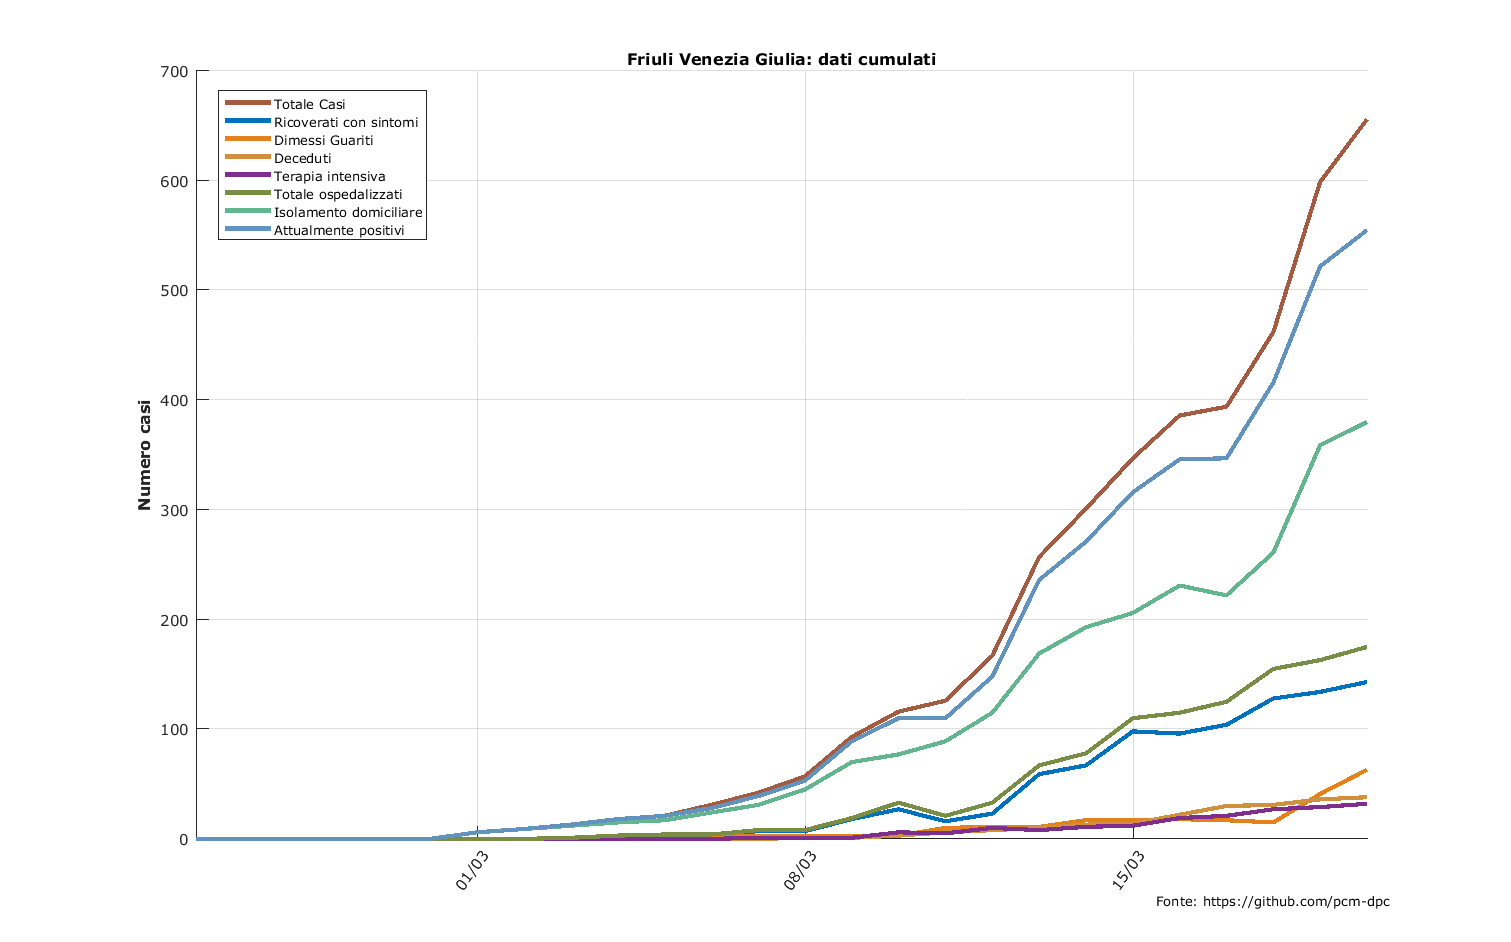 Friuli Venezia Giulia: dati cumulati
700
600
500
400
300
200
100
0
Numero casi
Totale Casi
Ricoverati con sintomi
Dimessi Guariti
Deceduti
Terapia intensiva
Totale ospedalizzati
Isolamento domiciliare
Attualmente positivi
01/03
08/03
15/03
Fonte: https://github.com/pcm-dpc